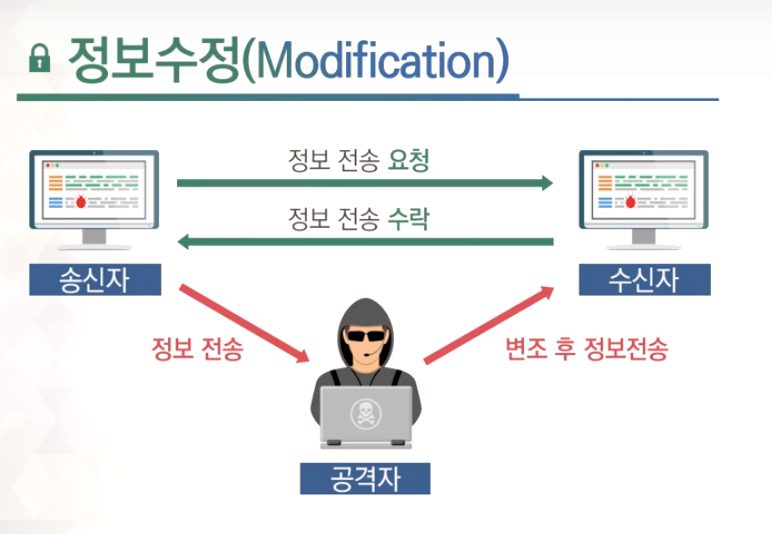 정보수정(Modification)
정보 전송 요청
정보 전송 수락
송신자
수신자
정보 전송
변조 후 정보전송
공격자